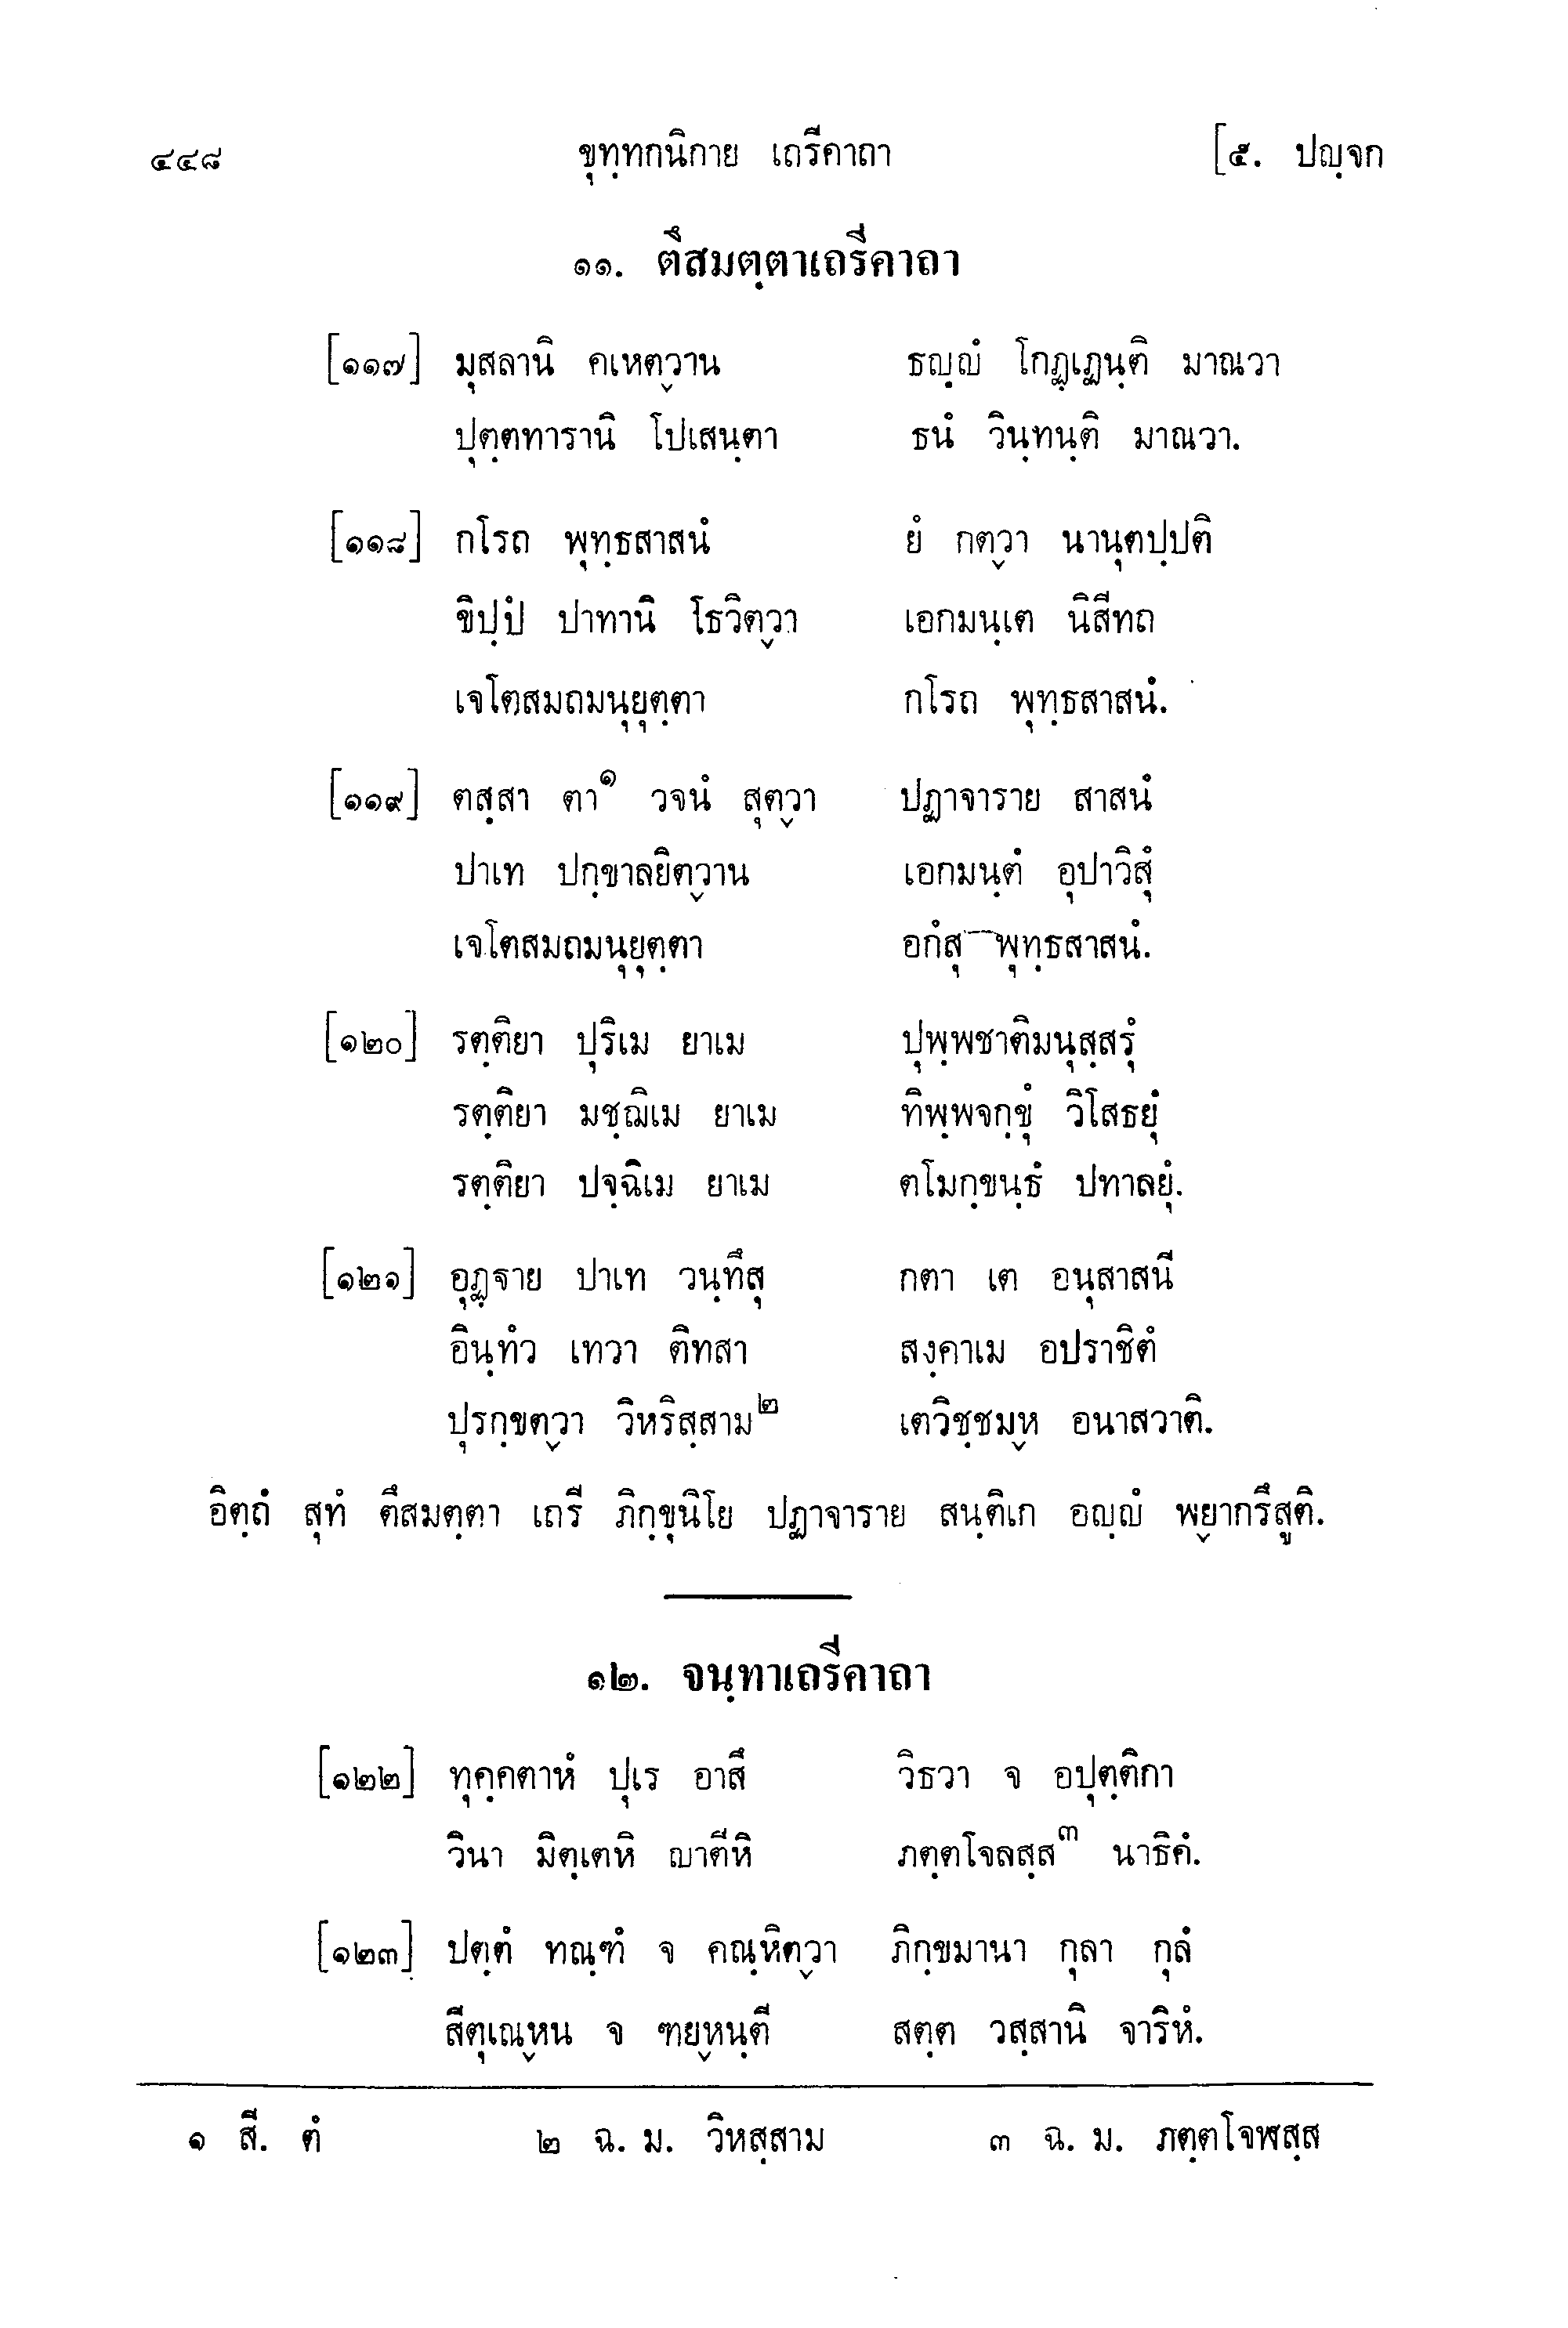 ๔๔๘ ขุทฺทกนิกาย เถรีคาถา [๕. ปญฺจก
๑๑. ตึสมตฺตาเถรีคาถา
[๑๑๗] มุสลานิ คเหตฺวาน ธญฺญํ โกฏฺเฏนฺติ มาณวา
ปุตฺตทารานิ โปเสนฺตา ธนํ วินฺทนฺติ มาณวา.
[๑๑๘] กโรถ พุทฺธสาสนํ ยํ กตฺวา นานุตปฺปติ
ขิปฺปํ ปาทานิ โธวิตฺวา เอกมนฺเต นิสีทถ
เจโตสมถมนุยุตฺตา กโรถ พุทฺธสาสนํ.
[๑๑๙] ตสฺสา ตา๑ วจนํ สุตฺวา ปฏาจาราย สาสนํ
ปาเท ปกฺขาลยิตฺวาน เอกมนฺตํ อุปาวิสุํ
เจโตสมถมนุยุตฺตา อกํสุ พุทฺธสาสนํ.
[๑๒๐] รตฺติยา ปุริเม ยาเม ปุพฺพชาติมนุสฺสรุํ
รตฺติยา มชฺฌิเม ยาเม ทิพฺพจกฺขุํ วิโสธยุํ
รตฺติยา ปจฺฉิเม ยาเม ตโมกฺขนฺธํ ปทาลยุํ.
[๑๒๑] อุฏฺฐาย ปาเท วนฺทึสุ กตา เต อนุสาสนี
อินฺทํว เทวา ติทสา สงฺคาเม อปราชิตํ
ปุรกฺขตฺวา วิหริสฺสาม๒ เตวิชฺชมฺห อนาสวาติ.
อิตฺถํ สุทํ ตึสมตฺตา เถรี ภิกฺขุนิโย ปฏาจาราย สนฺติเก อญฺญํ พฺยากรึสูติ.
๑๒. จนฺทาเถรีคาถา
[๑๒๒] ทุคฺคตาหํ ปุเร อาสึ วิธวา จ อปุตฺติกา
วินา มิตฺเตหิ ญาตีหิ ภตฺตโจลสฺส๓ นาธิคํ.
[๑๒๓] ปตฺตํ ทณฺฑํ จ คณฺหิตฺวา ภิกฺขมานา กุลา กุลํ
สีตุเณฺหน จ ฑยฺหนฺตี สตฺต วสฺสานิ จาริหํ.
๑ สี. ตํ ๒ ฉ. ม. วิหสฺสาม ๓ ฉ. ม. ภตฺตโจฬสฺส